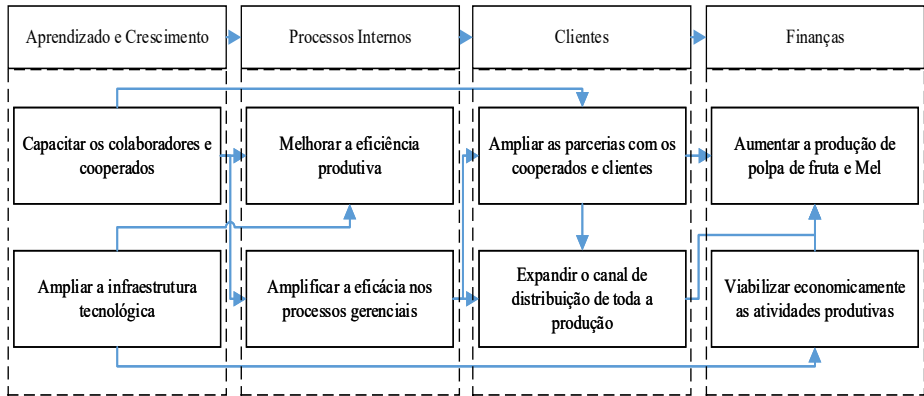 Aprendizado e Crescimento
Processos Internos
Clientes
Finanças
Capacitar os colaboradores e
cooperados
Melhorar a eficiência
produtiva
Ampliar as parcerias com os
cooperados e clientes
Aumentar a produção de
polpa de fruta e Mel
Ampliar a infraestrutura
tecnológica
Amplificar a eficácia nos
processos gerenciais
Expandir o canal de
distribuição de toda a
produção
Viabilizar economicamente
as atividades produtivas